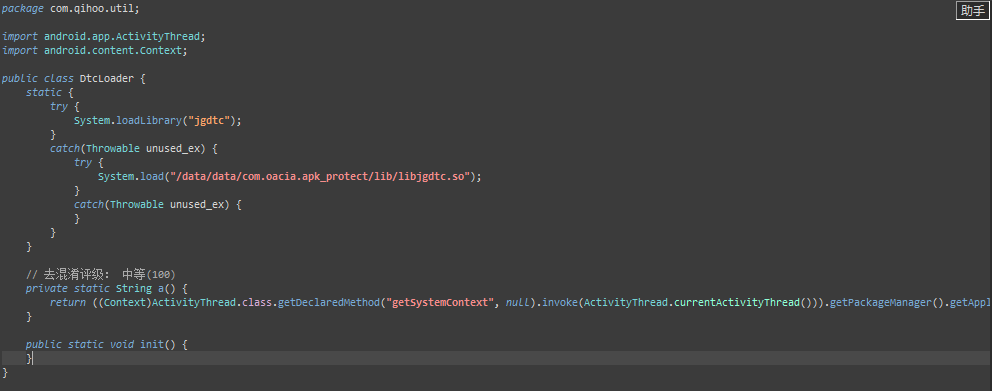 package com.qihoo.util;
助手
import android.app.ActivityThread;
import android.content.Context;
public class DtcLoader {
static {
try {
System.loadLibrary("jgdtc");
}
catch(Throwable unused_ex) {
try {
System.load("/data/data/com.oacia.apk_protect/lib/libjgdtc.so");
}
catch(Throwable unused_ex) {
}
}
}
// 去混淆评级： 中等(100)
private static String a() {
return ((Context)ActivityThread.class.getDeclaredMethod("getSystemContext", null).invoke(ActivityThread.currentActivityThread())).getPackageManager().getAppl
}
public static void init() {
}
}